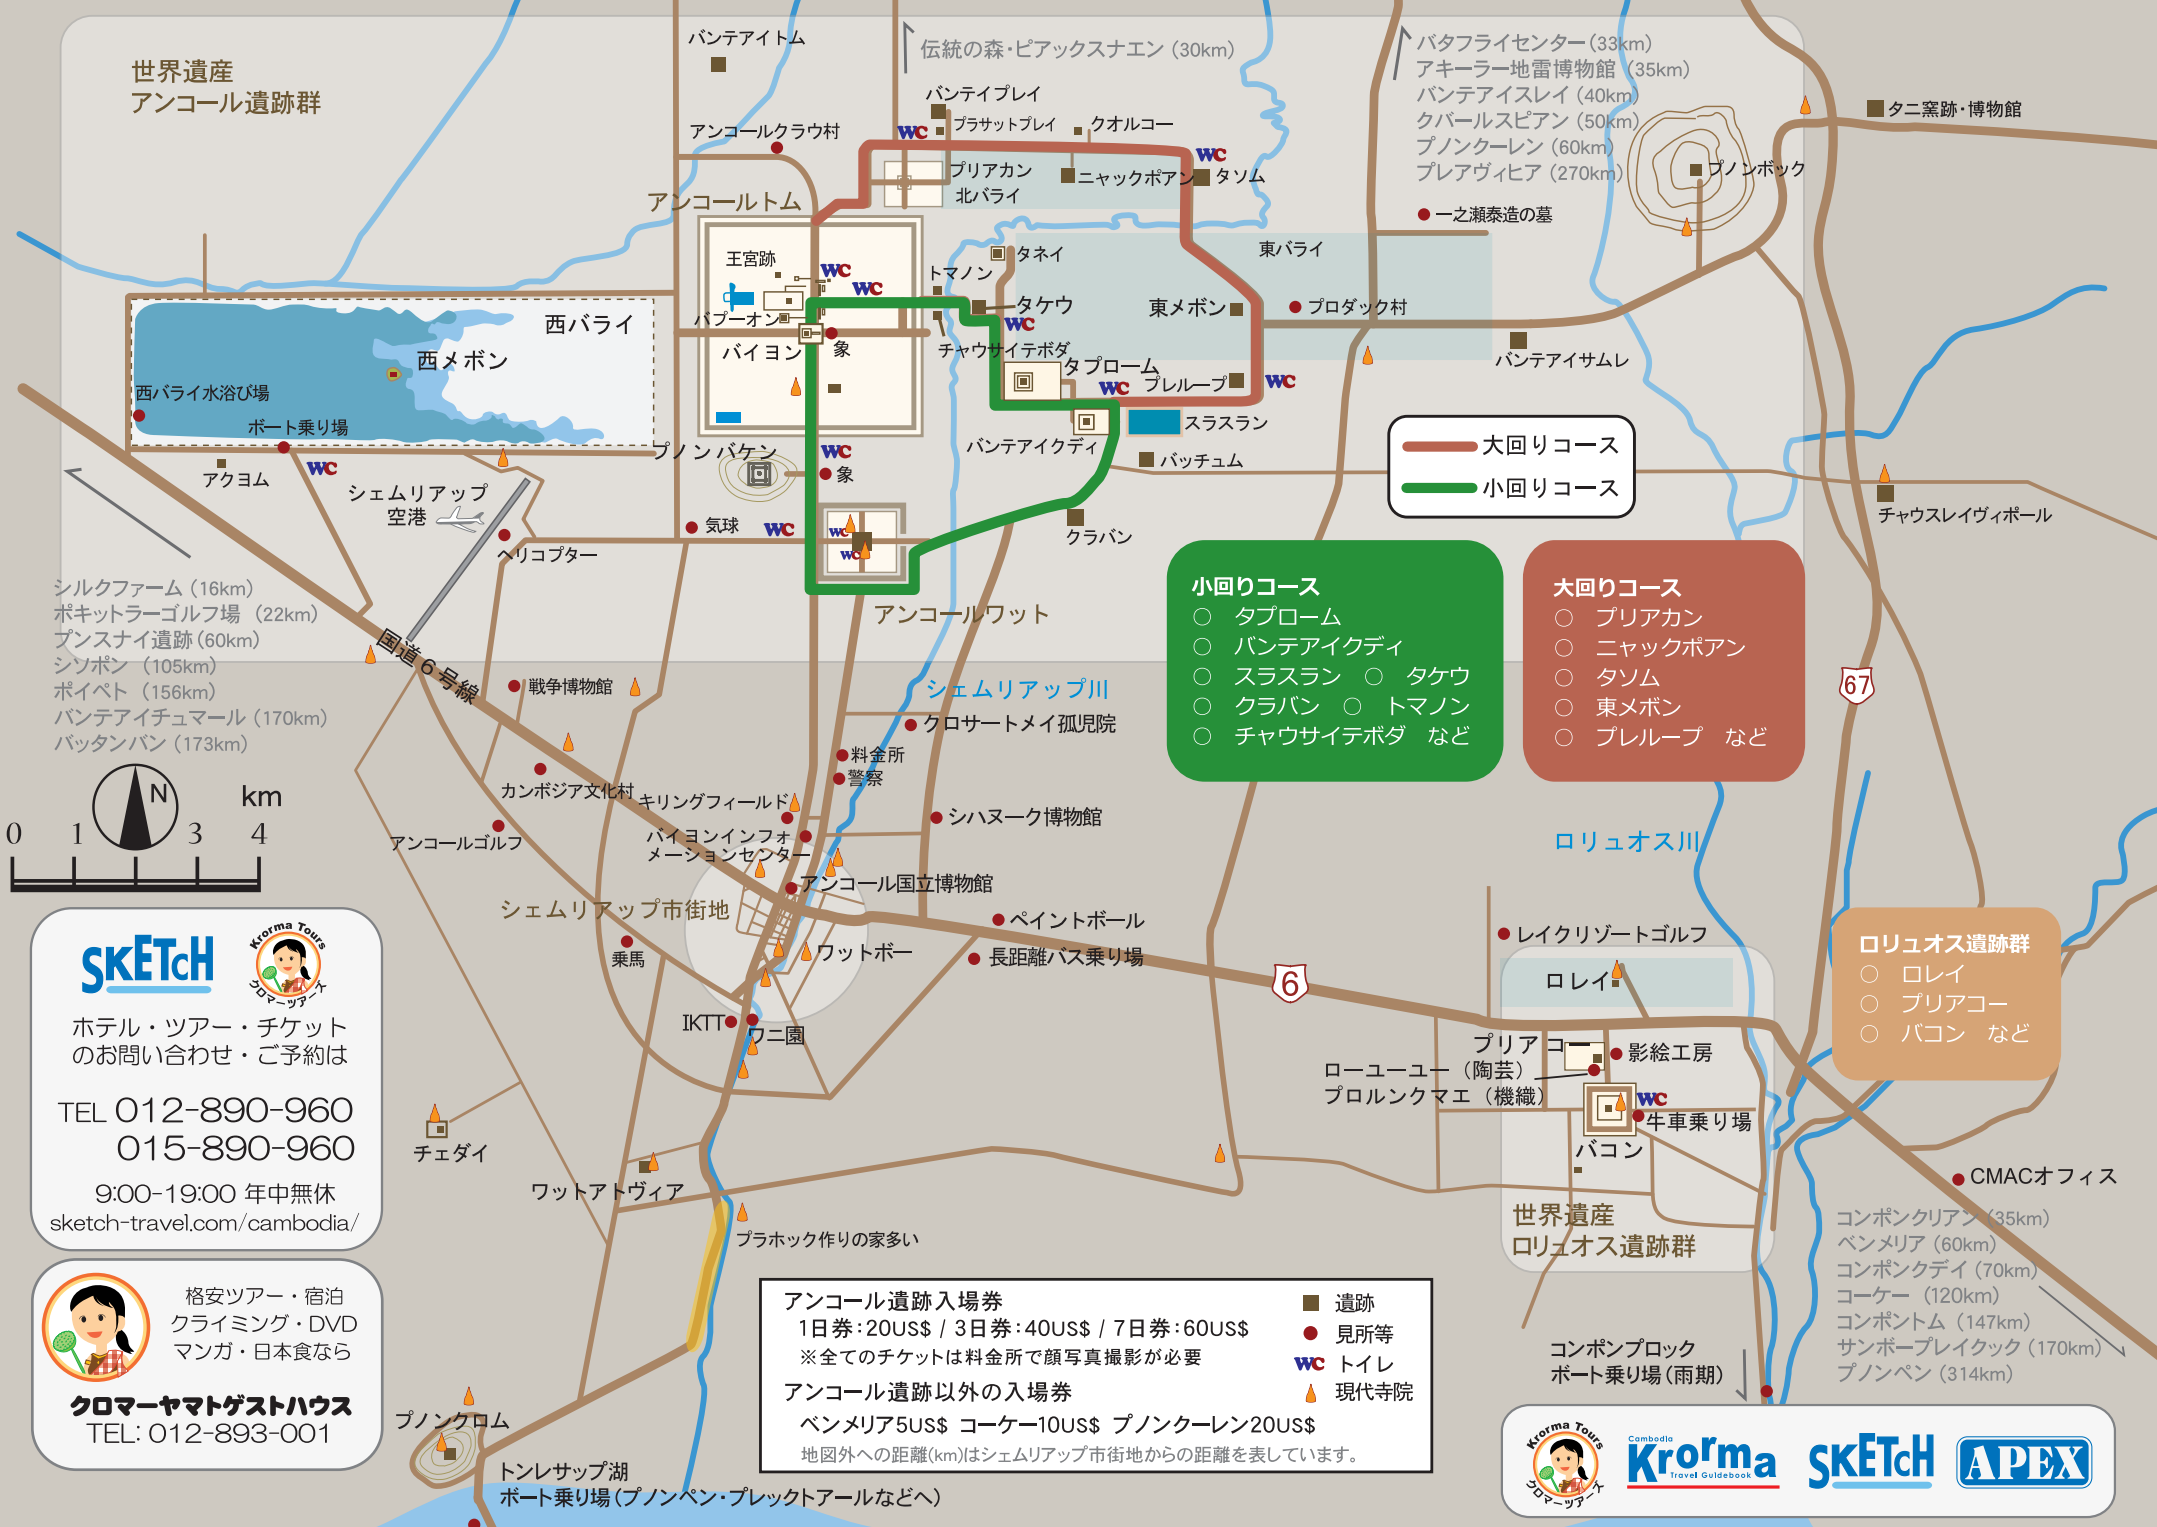 世界遺産
アンコール遺跡群
バンテアイトム
伝統の森・ピアックスナエン (30km)
バタフライセンター (33km)
アキーラー地雷博物館 (35km)
バンテアイスレイ (40km)
クバールスピアン (50km)
プノンクーレン (60km)
プレアヴィヒア (270km)
タニ窯跡・博物館
バンテイプレイ
プラサットプレイ
クオルコー
アンコールクラウ村
WC
WC
プリアカン
北バライ
ニャックポアン
タソム
プノンボック
アンコールトム
一之瀬泰造の墓
王宮跡
WC
WC
トマノン
タネイ
東バライ
タケウ
WC
東メボン
プロダック村
バンテアイサムレ
バプーオン
バイヨン
象
チャウサイテボダ
タプローム
WC
プレループ
WC
西バライ
西メボン
西バライ水浴び場
ボート乗り場
WC
アクヨム
シェムリアップ
空港
ヘリコプター
プノンバケン
WC
象
バンテアイクディ
スラスラン
バッチュム
気球
WC
WC
WC
クラバン
アンコールワット
大回りコース
小回りコース
チャウスレイヴィボール
シルクファーム (16km)
ポキットラーゴルフ場 (22km)
プンスナイ遺跡 (60km)
シソポン (105km)
ポイペト (156km)
バンテアイチュマール (170km)
バッタンバン (173km)
国道6号線
小回りコース
○ タプローム
○ バンテアイクディ
○ スラスラン ○ タケウ
○ クラバン ○ トマノン
○ チャウサイテボダ など
大回りコース
○ プリアカン
○ ニャックポアン
○ タソム
○ 東メボン
○ プレループ など
67
戦争博物館
シェムリアップ川
クロサートメイ孤児院
料金所
警察
カンボジア文化村
キリングフィールド
シハヌーク博物館
バイヨンインフォ
メーションセンター
アンコールゴルフ
アンコール国立博物館
シェムリアップ市街地
ペイントボール
乗馬
ワットボー
長距離バス乗り場
6
IKTT
ワニ園
ロリュオス川
レイクリゾートゴルフ
ロレイ
プリアコ
影絵工房
ローユーユー (陶芸)
プロルンクマエ (機織)
WC
牛車乗り場
バコン
世界遺産
ロリュオス遺跡群
ロリュオス遺跡群
○ ロレイ
○ プリアコー
○ バコン など
CMACオフィス
コンポンクリアン (35km)
ベンメリア (60km)
コンポンクデイ (70km)
コーケー (120km)
コンポントム (147km)
サンボープレイクック (170km)
プノンペン (314km)
コンポンプロック
ボート乗り場 (雨期)
N
km
0 1 3 4
SKETCH
Krorma Tours
クロマーツアーズ
ホテル・ツアー・チケット
のお問い合わせ・ご予約は
TEL 012-890-960
015-890-960
9:00-19:00 年中無休
sketch-travel.com/cambodia/
格安ツアー・宿泊
クライミング・DVD
マンガ・日本食なら
クロマーヤマトゲストハウス
TEL: 012-893-001
チェダイ
ワットアトヴィア
プラホック作りの家多い
プノンクロム
トンレサップ湖
ボート乗り場 (プノンペン・プレックトアールなどへ)
アンコール遺跡入場券
1日券:20US$ / 3日券:40US$ / 7日券:60US$
※全てのチケットは料金所で顔写真撮影が必要
アンコール遺跡以外の入場券
ベンメリア5US$ コーケー10US$ プノンクーレン20US$
地図外への距離(km)はシェムリアップ市街地からの距離を表しています。
遺跡
見所等
WC トイレ
現代寺院
Krorma Tours
クロマーツアーズ
Cambodia
Krorma
Travel Guidebook
SKETCH
APEX